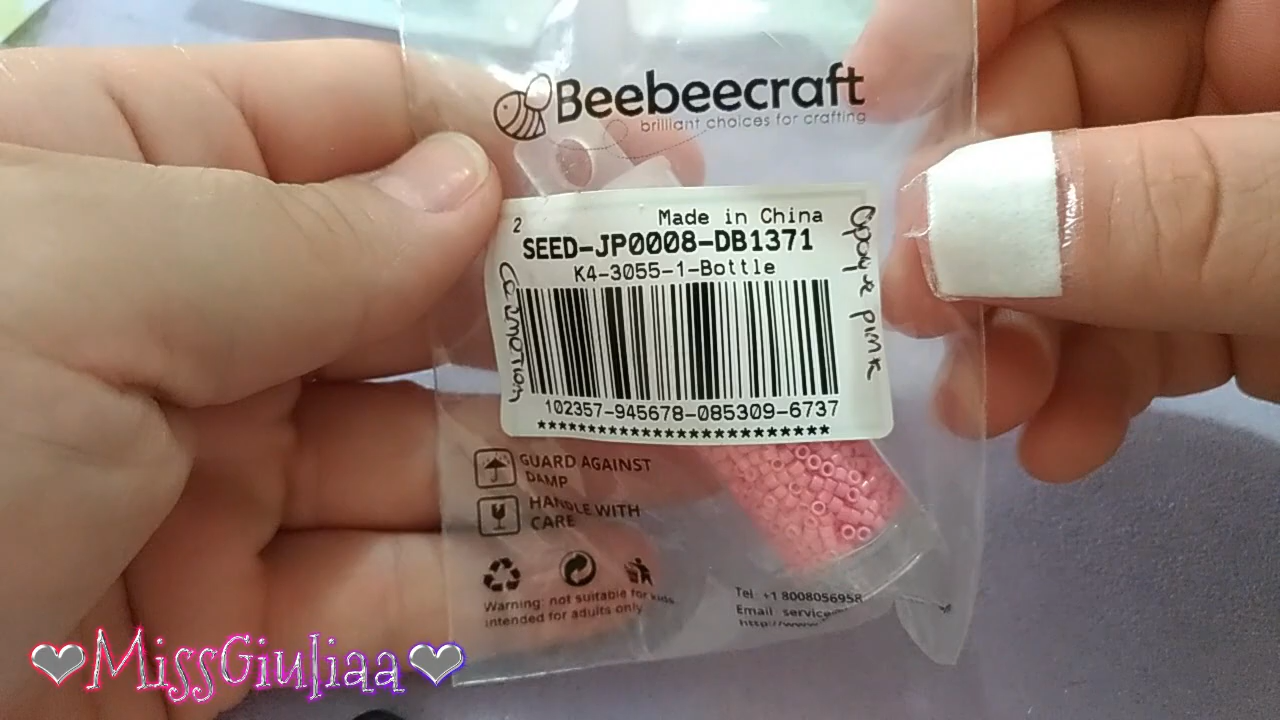 Beebeecraft
brilliant choices for crafting
2
Made in China
SEED-JP0008-DB1371
K4-3055-1-Bottle
102357-945678-085309-6737
***********************
pink
GUARD AGAINST
DAMP
HANDLE WITH
CARE
Warning: not suitable for kids
intended for adults only
Tel: +1 8008056958
Email: service
http://www.
MissGiuliaa